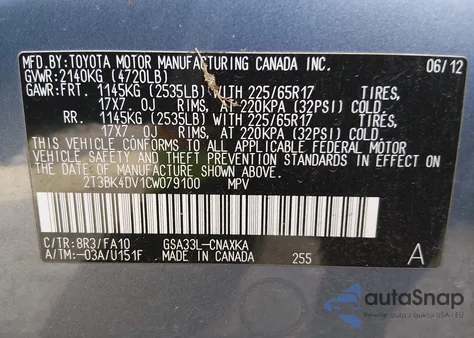 MFD.BY:TOYOTA MOTOR MANUFACTURING CANADA INC. 06/12
GVWR:2140KG (4720LB)
GAWR:FRT. 1145KG (2535LB)WITH 225/65R17 TIRES,
17X7.0J RIMS, AT 220KPA (32PSI) COLD.
RR. 1145KG (2535LB)WITH 225/65R17 TIRES,
17X7.0J RIMS, AT 220KPA (32PSI) COLD.
THIS VEHICLE CONFORMS TO ALL APPLICABLE FEDERAL MOTOR
VEHICLE SAFETY AND THEFT PREVENTION STANDARDS IN EFFECT ON
THE DATE OF MANUFACTURE SHOWN ABOVE.
2T3BK4DV1CW079100 MPV
C/TR:8R3/FA10 GSA33L-CNAXKA
A/TM:-03A/U151F MADE IN CANADA 255 A
autoSnap
Pewne auta z USA - EU